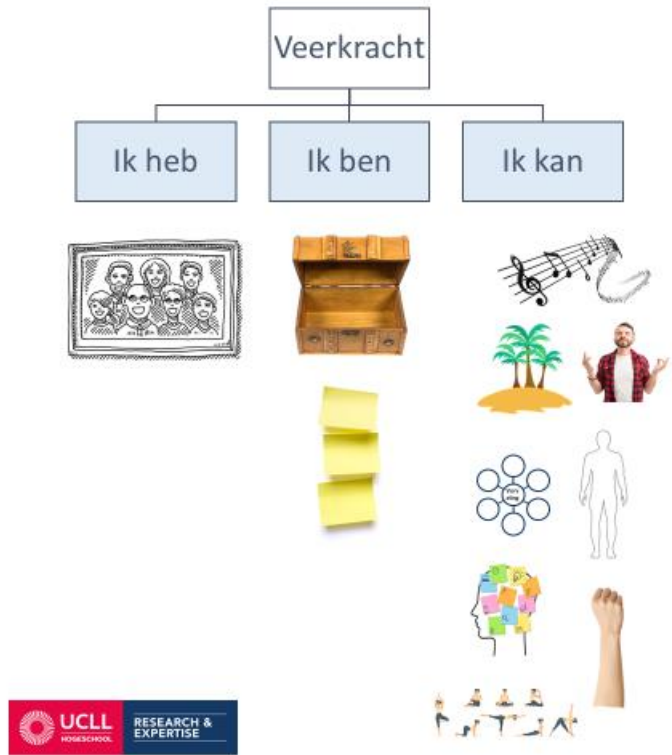 Veerkracht
Ik heb
Ik ben
Ik kan
UCLL
HOGESCHOOL
RESEARCH &
EXPERTISE